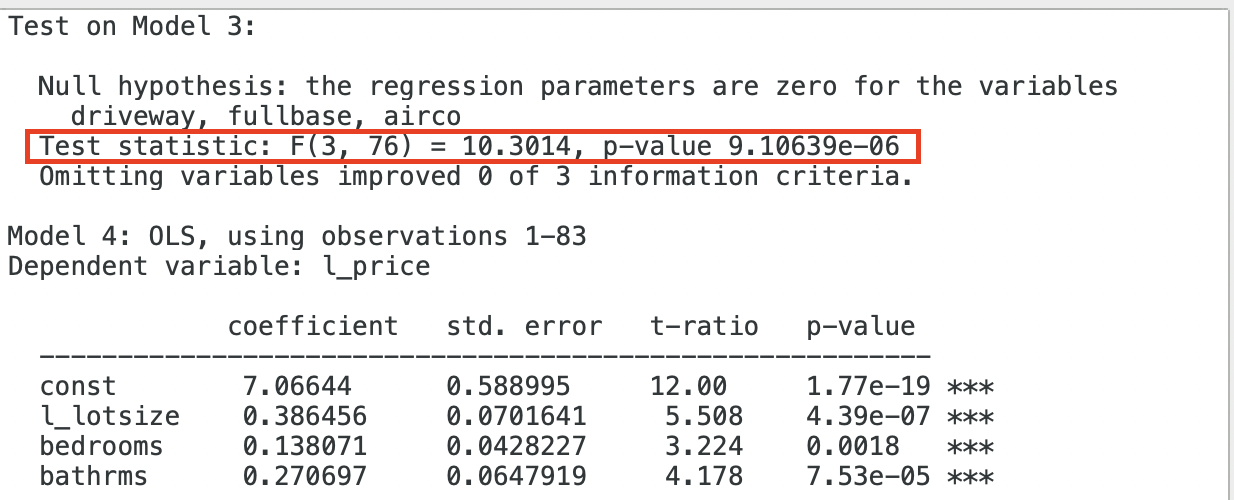 Test on Model 3:
Null hypothesis: the regression parameters are zero for the variables
driveway, fullbase, airco
Test statistic: F(3, 76) = 10.3014, p-value 9.10639e-06
Omitting variables improved 0 of 3 information criteria.
Model 4: OLS, using observations 1-83
Dependent variable: l_price
coefficient std. error t-ratio p-value
const 7.06644 0.588995 12.00 1.77e-19 ***
l_lotsize 0.386456 0.0701641 5.508 4.39e-07 ***
bedrooms 0.138071 0.0428227 3.224 0.0018 ***
bathrms 0.270697 0.0647919 4.178 7.53e-05 ***